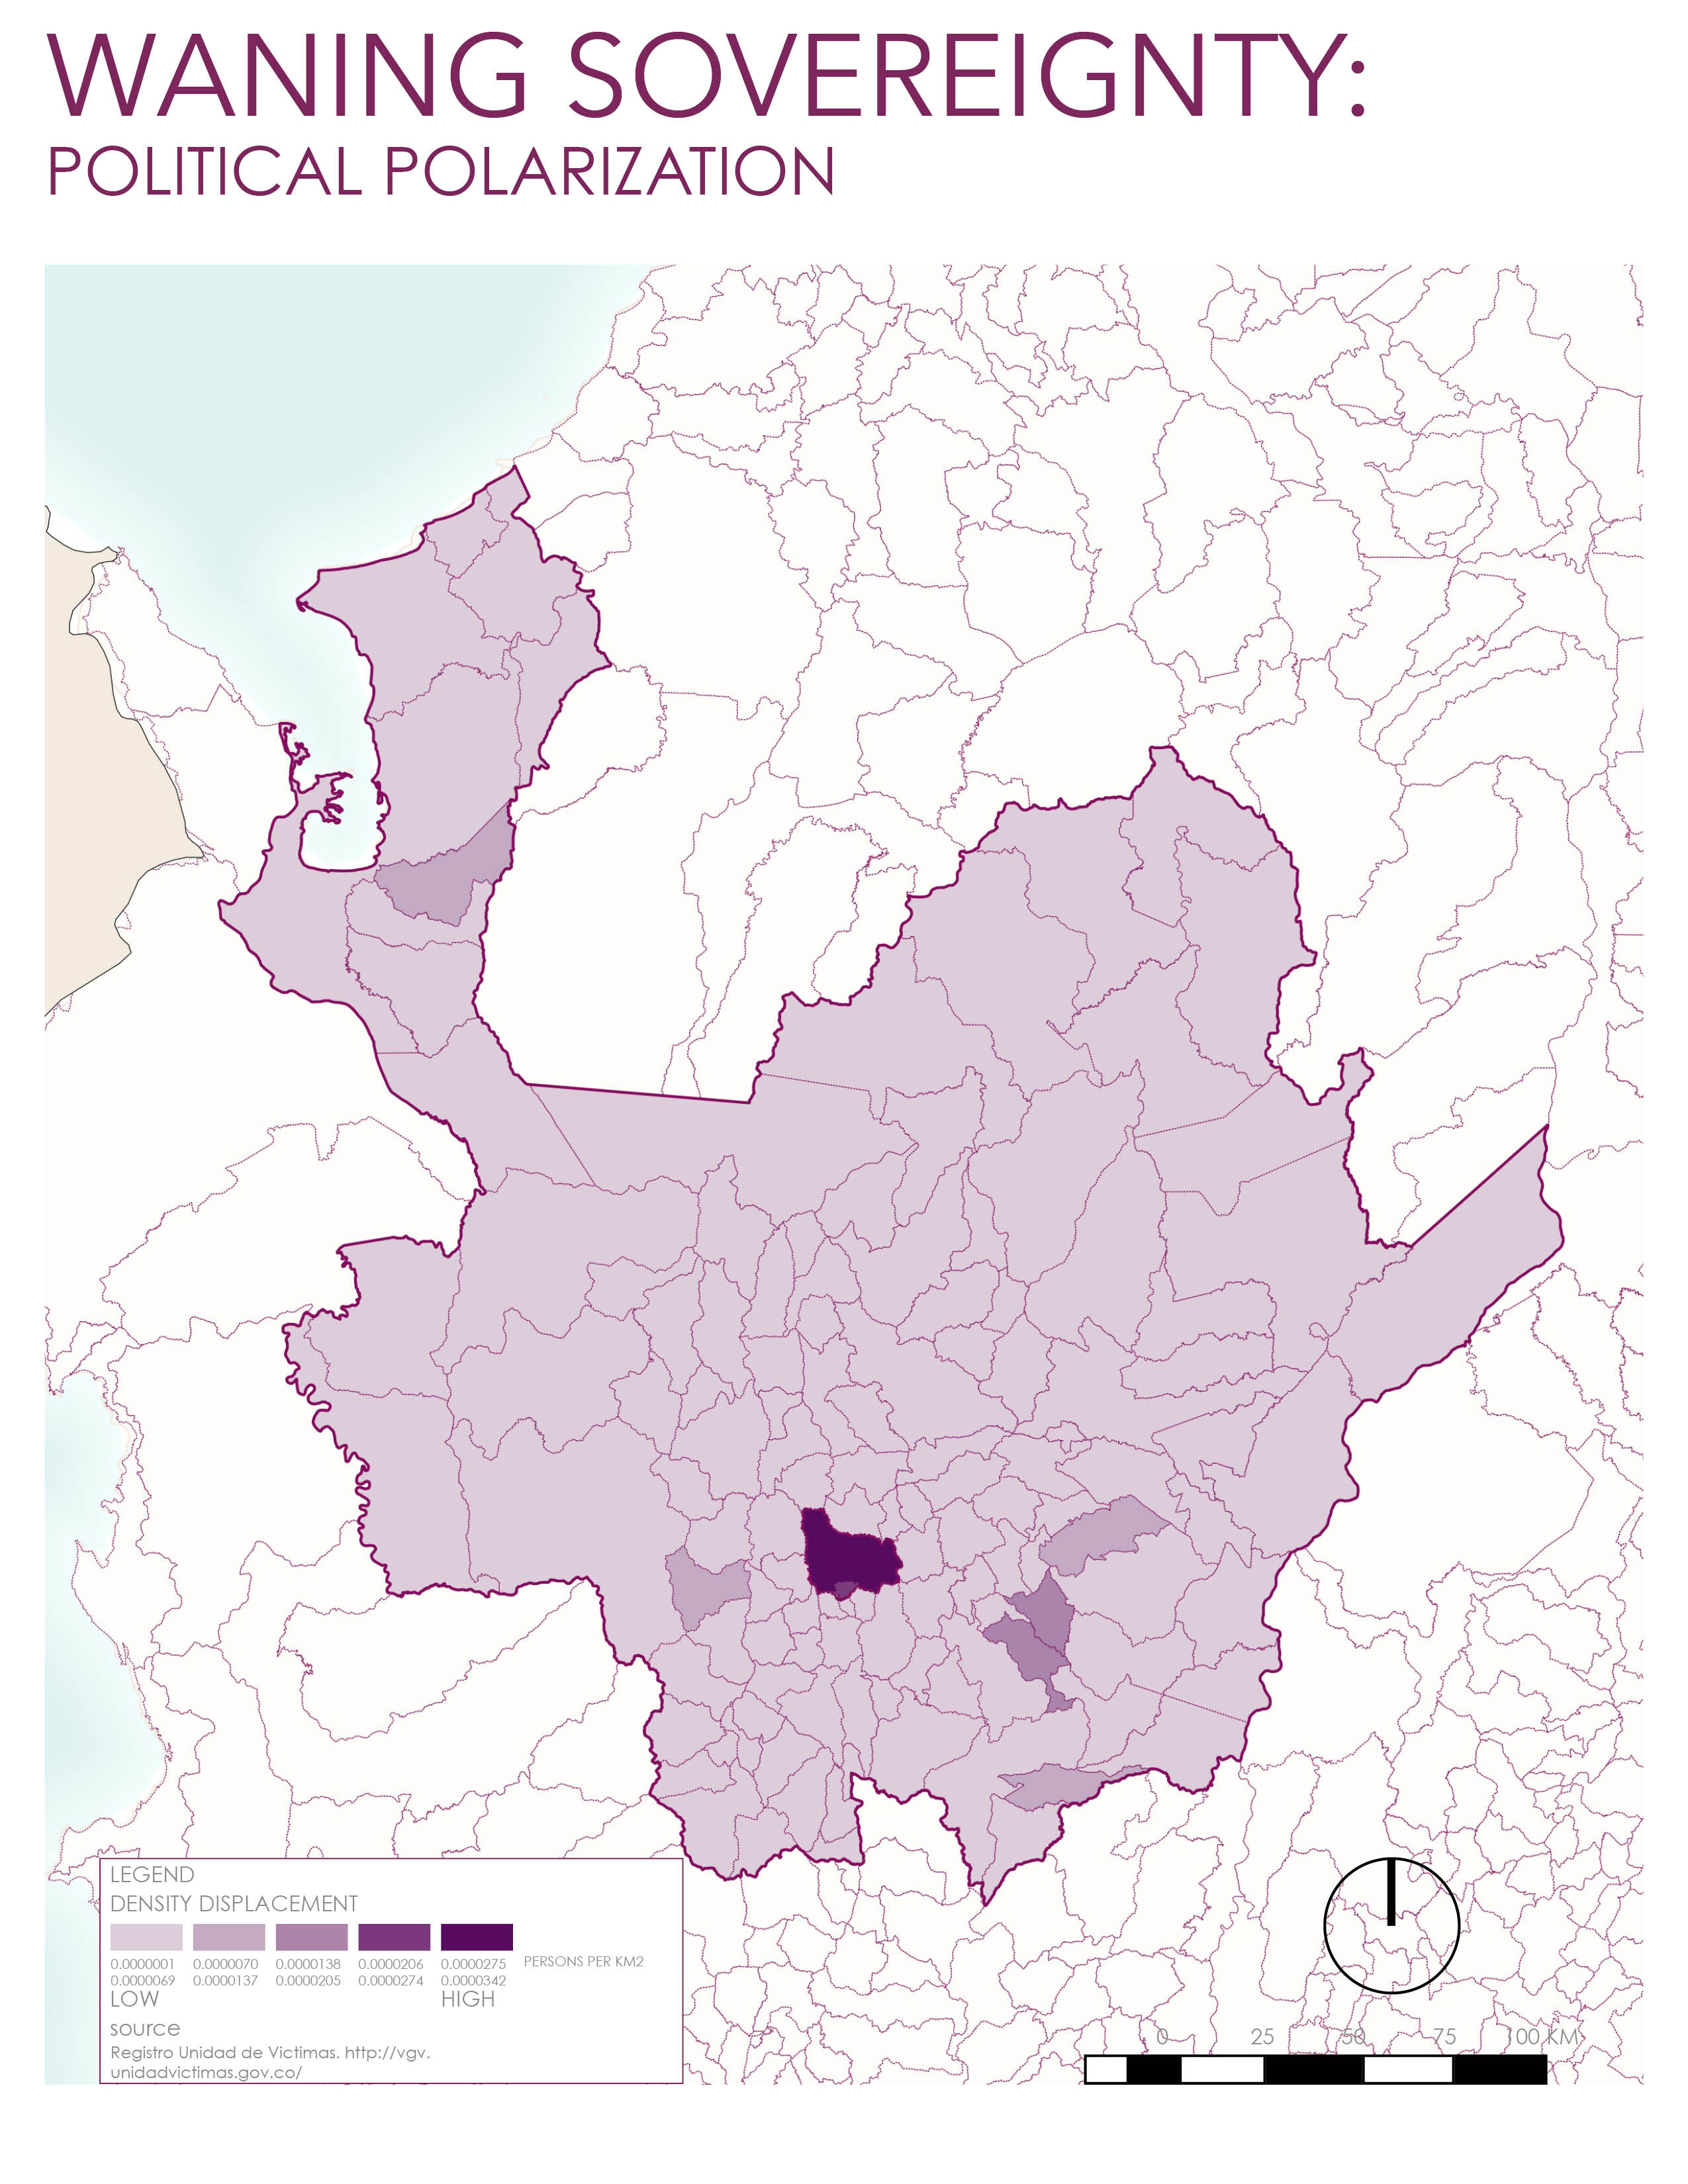 WANING SOVEREIGNTY:
POLITICAL POLARIZATION
LEGEND
DENSITY DISPLACEMENT
0.0000001 0.0000070 0.0000138 0.0000206 0.0000275 PERSONS PER KM2
0.0000069 0.0000137 0.0000205 0.0000274 0.0000342
LOW HIGH
source
Registro Unidad de Victimas. http://vgv.
unidadvictimas.gov.co/
0 25 50 75 100 KM